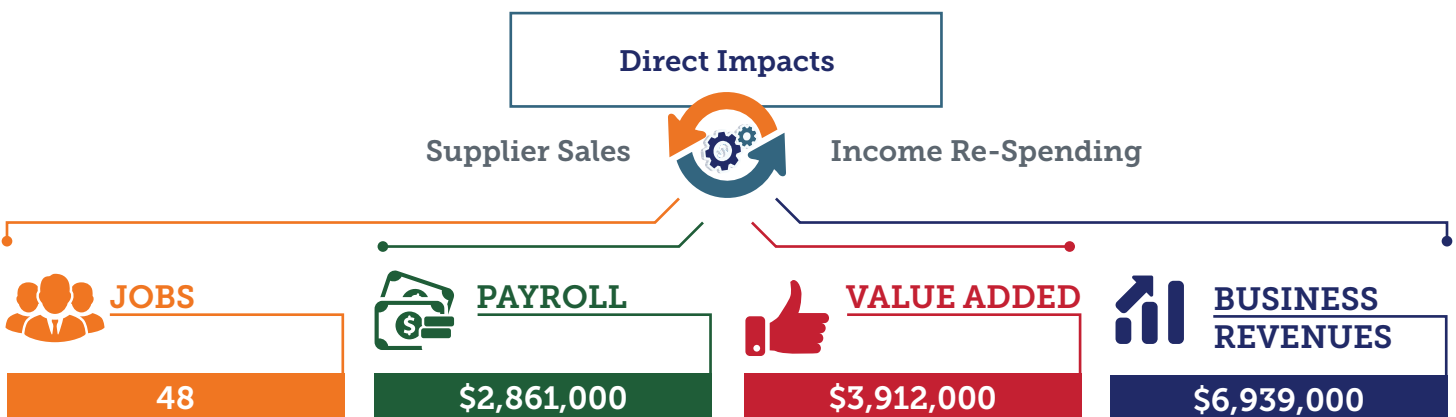 Direct Impacts
Supplier Sales
Income Re-Spending
JOBS
48
PAYROLL
$
$2,861,000
VALUE ADDED
$3,912,000
BUSINESS
REVENUES
$6,939,000